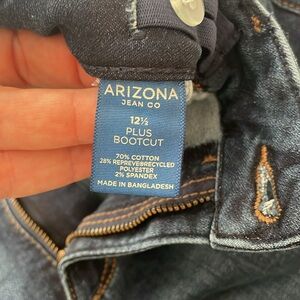 ARIZONA
JEAN CO
12½
PLUS
BOOTCUT
70% COTTON
28% REPREVE®RECYCLED
POLYESTER
2% SPANDEX
MADE IN BANGLADESH